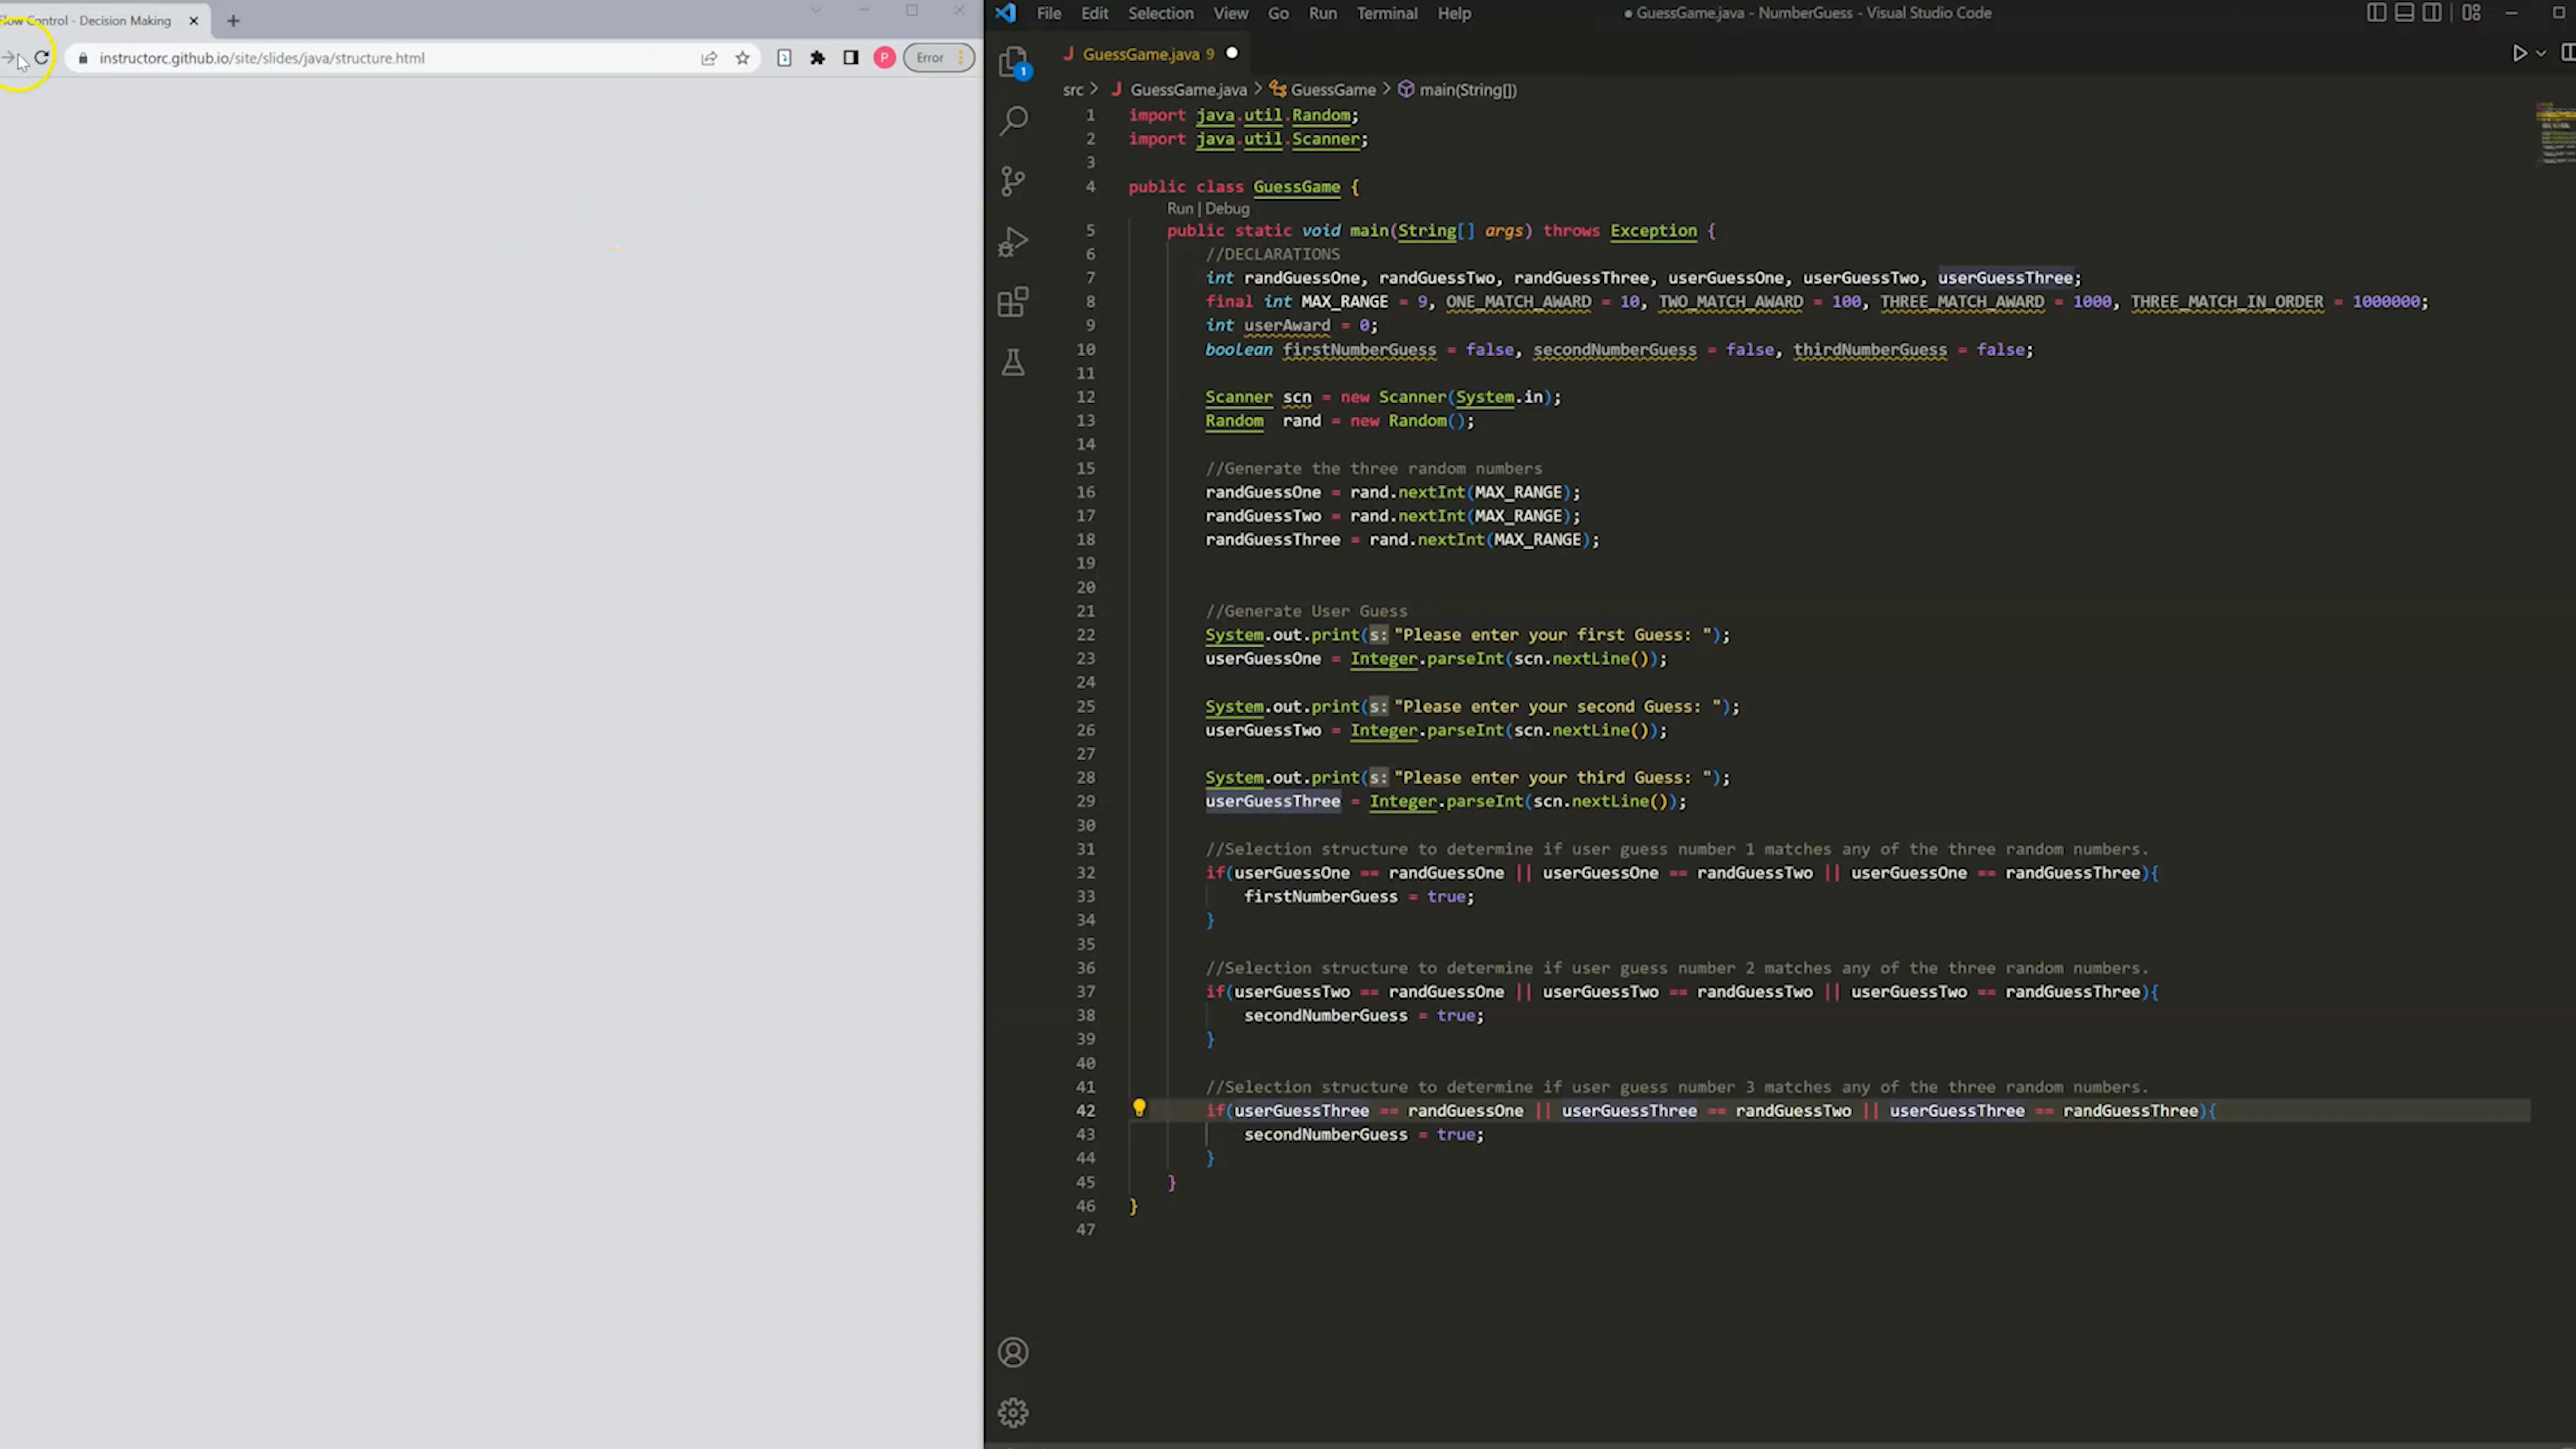 Flow Control - Decision Making
instructorc.github.io/site/slides/java/structure.html
P
Error
File Edit Selection View Go Run Terminal Help
● GuessGame.java - NumberGuess - Visual Studio Code
1
J GuessGame.java 9 ●
src > J GuessGame.java > GuessGame > main(String[])
1 import java.util.Random;
2 import java.util.Scanner;
3
4 public class GuessGame {
Run | Debug
5 public static void main(String[] args) throws Exception {
6 //DECLARATIONS
7 int randGuessOne, randGuessTwo, randGuessThree, userGuessOne, userGuessTwo, userGuessThree;
8 final int MAX_RANGE = 9, ONE_MATCH_AWARD = 10, TWO_MATCH_AWARD = 100, THREE_MATCH_AWARD = 1000, THREE_MATCH_IN_ORDER = 1000000;
9 int userAward = 0;
10 boolean firstNumberGuess = false, secondNumberGuess = false, thirdNumberGuess = false;
11
12 Scanner scn = new Scanner(System.in);
13 Random  rand = new Random();
14
15 //Generate the three random numbers
16 randGuessOne = rand.nextInt(MAX_RANGE);
17 randGuessTwo = rand.nextInt(MAX_RANGE);
18 randGuessThree = rand.nextInt(MAX_RANGE);
19
20
21 //Generate User Guess
22 System.out.print(s: "Please enter your first Guess: ");
23 userGuessOne = Integer.parseInt(scn.nextLine());
24
25 System.out.print(s: "Please enter your second Guess: ");
26 userGuessTwo = Integer.parseInt(scn.nextLine());
27
28 System.out.print(s: "Please enter your third Guess: ");
29 userGuessThree = Integer.parseInt(scn.nextLine());
30
31 //Selection structure to determine if user guess number 1 matches any of the three random numbers.
32 if(userGuessOne == randGuessOne || userGuessOne == randGuessTwo || userGuessOne == randGuessThree){
33 firstNumberGuess = true;
34 }
35
36 //Selection structure to determine if user guess number 2 matches any of the three random numbers.
37 if(userGuessTwo == randGuessOne || userGuessTwo == randGuessTwo || userGuessTwo == randGuessThree){
38 secondNumberGuess = true;
39 }
40
41 //Selection structure to determine if user guess number 3 matches any of the three random numbers.
42 if(userGuessThree == randGuessOne || userGuessThree == randGuessTwo || userGuessThree == randGuessThree){
43 secondNumberGuess = true;
44 }
45 }
46 }
47